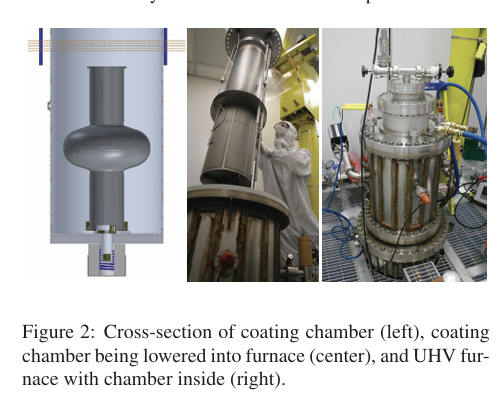 Figure 2: Cross-section of coating chamber (left), coating
chamber being lowered into furnace (center), and UHV fur-
nace with chamber inside (right).